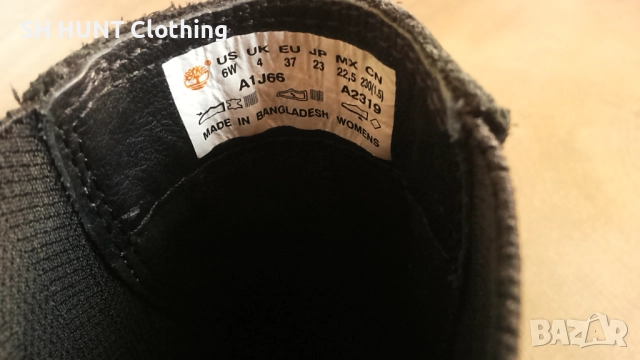 SH HUNT Clothing
US UK EU JP MX CN
6W 4 37 23 22,5 230(1.5)
A1J66 A2319
MADE IN BANGLADESH WOMENS
BAZAR